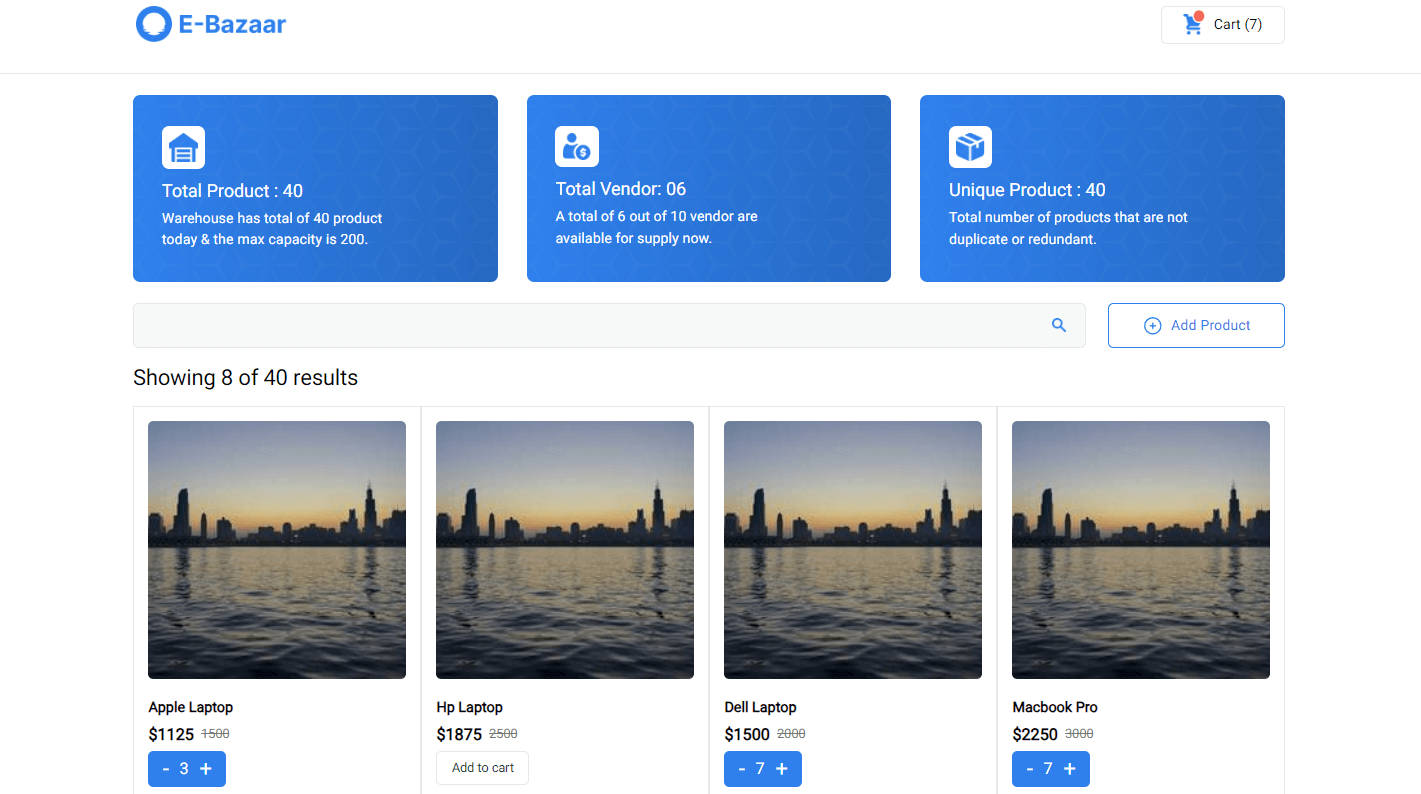 E-Bazaar
Cart (7)
Total Product : 40
Warehouse has total of 40 product
today & the max capacity is 200.
Total Vendor: 06
A total of 6 out of 10 vendor are
available for supply now.
Unique Product : 40
Total number of products that are not
duplicate or redundant.
Add Product
Showing 8 of 40 results
Apple Laptop
$1125 1500
- 3 +
Hp Laptop
$1875 2500
Add to cart
Dell Laptop
$1500 2000
- 7 +
Macbook Pro
$2250 3000
- 7 +